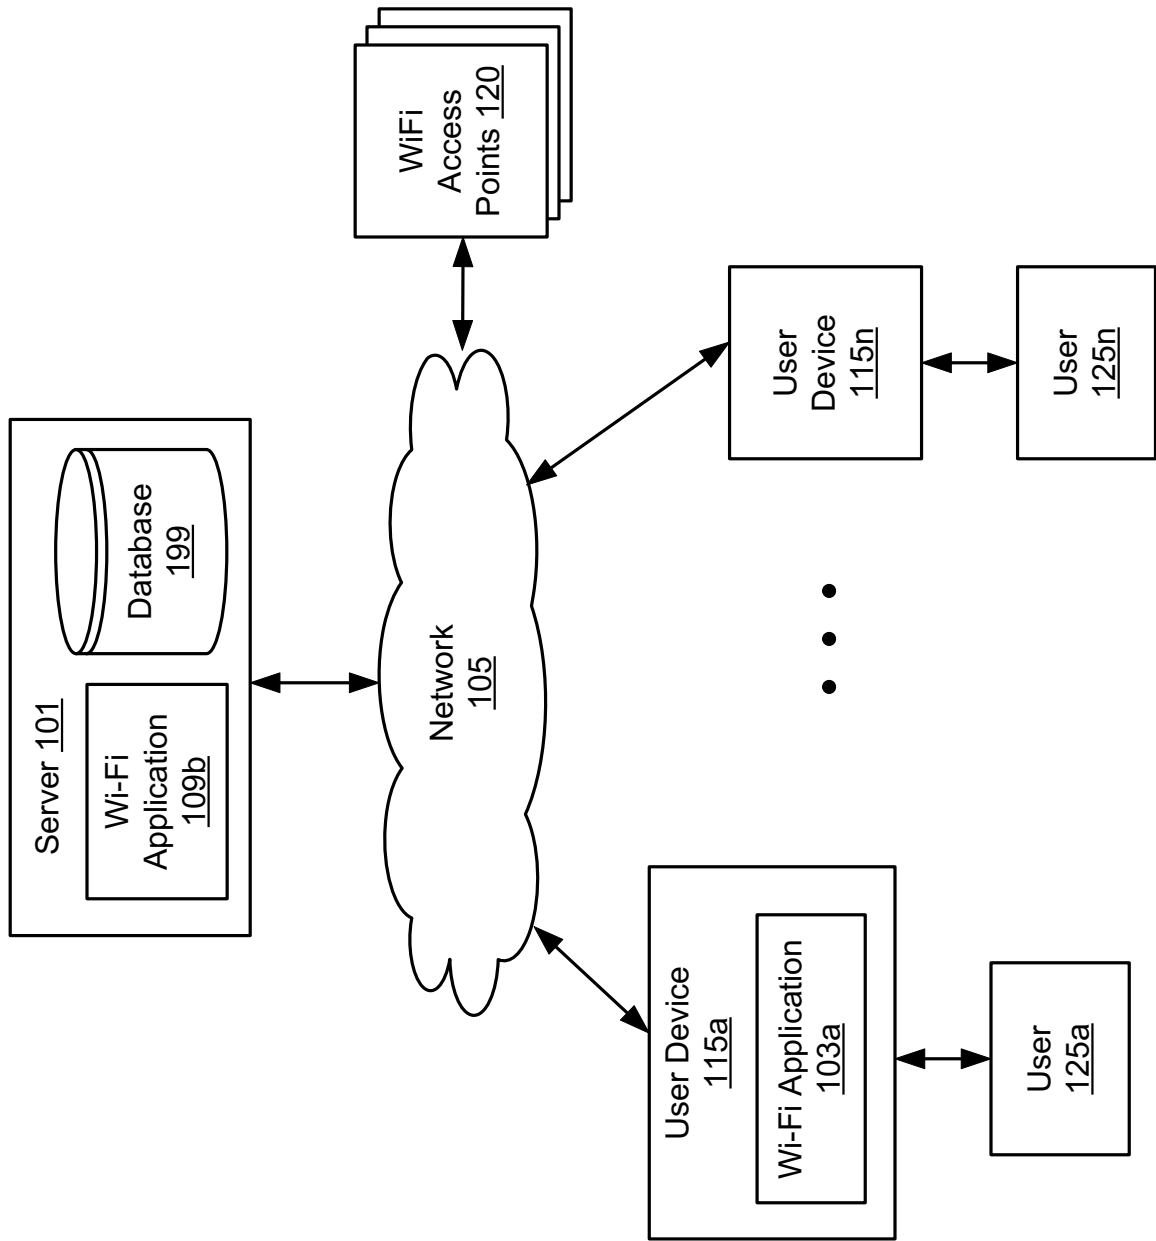 Server 101
Wi-Fi
Application
109b
Database
199
Network
105
WiFi
Access
Points 120
User Device
115a
Wi-Fi Application
103a
User
125a
User
Device
115n
User
125n